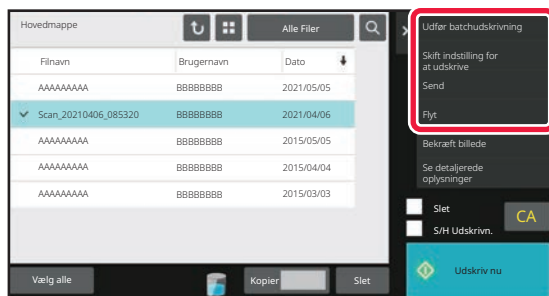 Hovedmappe
Alle Filer
Filnavn Brugernavn Dato
AAAAAAAAA BBBBBBBB 2021/05/05
Scan_20210406_085320 BBBBBBBB 2021/04/06
AAAAAAAAA BBBBBBBB 2015/05/05
AAAAAAAAA BBBBBBBB 2015/04/04
AAAAAAAAA BBBBBBBB 2015/03/03
Vælg alle
Kopier
Slet
Udfør batchudskrivning
Skift indstilling for
at udskrive
Send
Flyt
Bekræft billede
Se detaljerede
oplysninger
Slet
S/H Udskrivn.
CA
Udskriv nu